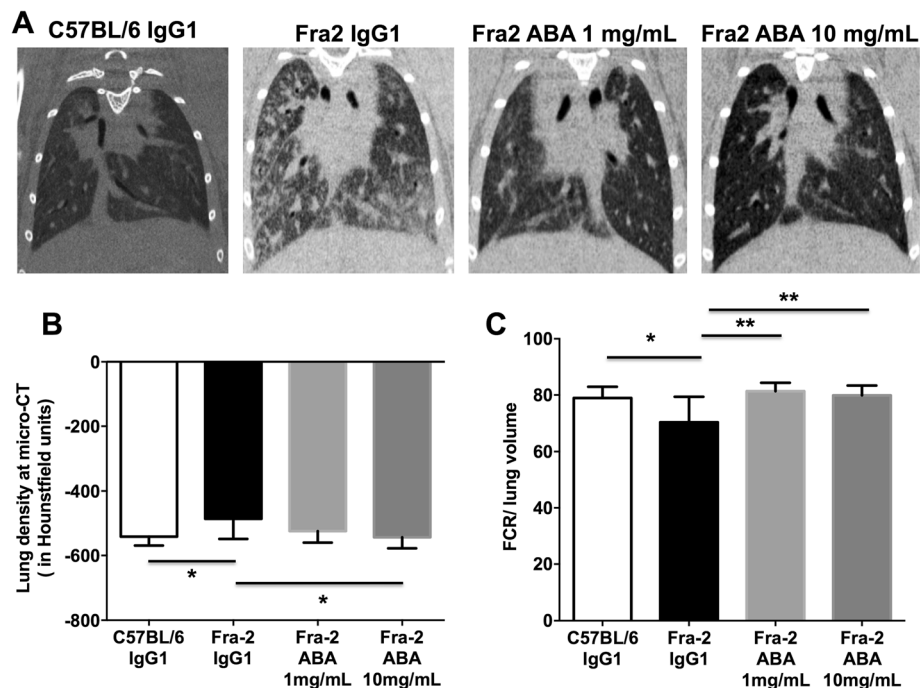 A
C57BL/6 IgG1
Fra2 IgG1
Fra2 ABA 1 mg/mL
Fra2 ABA 10 mg/mL
B
Lung density at micro-CT
( in Hounstfield units)
0
-200
-400
-600
-800
*
*
C57BL/6
IgG1
Fra-2
IgG1
Fra-2
ABA
1mg/mL
Fra-2
ABA
10mg/mL
C
FCR/ lung volume
100
80
60
40
20
0
*
**
**
C57BL/6
IgG1
Fra-2
IgG1
Fra-2
ABA
1mg/mL
Fra-2
ABA
10mg/mL